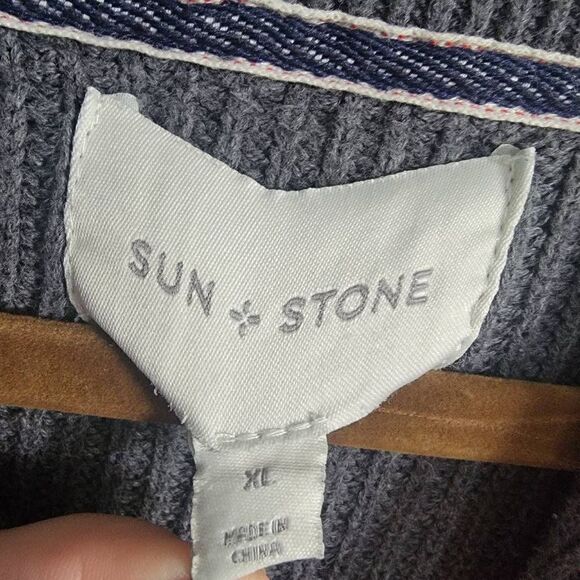 SUN + STONE
XL
MADE IN
CHINA